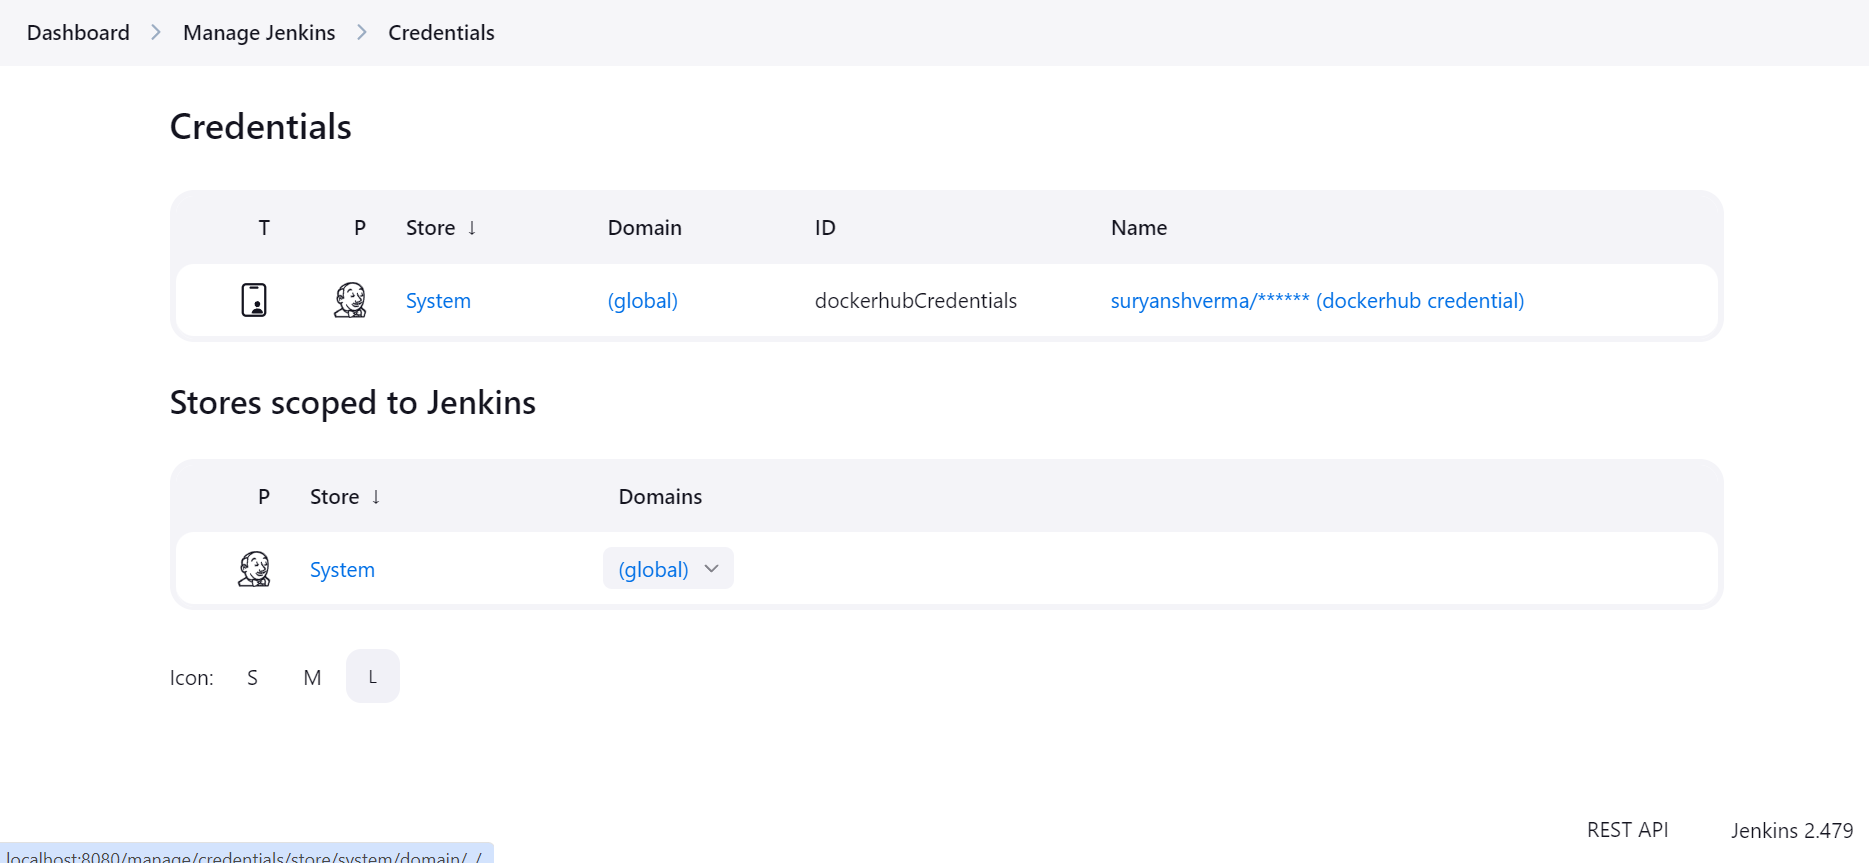 Dashboard > Manage Jenkins > Credentials
Credentials
T P Store ↓ Domain ID Name
System (global) dockerhubCredentials suryanshverma/****** (dockerhub credential)
Stores scoped to Jenkins
P Store ↓ Domains
System (global)
Icon: S M L
REST API Jenkins 2.479
localhost:8080/manage/credentials/store/system/domain/_/